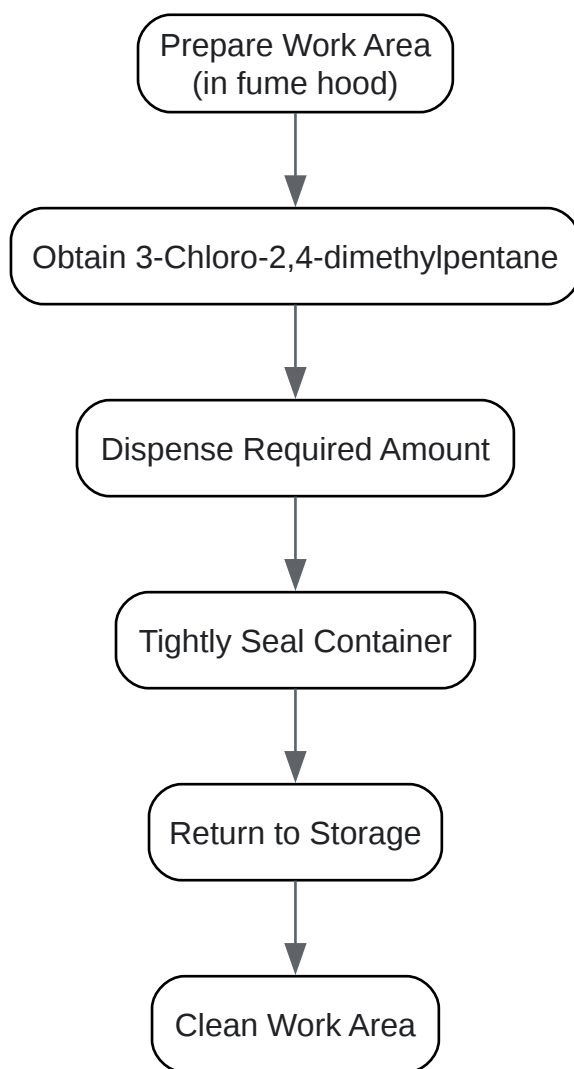 Prepare Work Area
(in fume hood)
Obtain 3-Chloro-2,4-dimethylpentane
Dispense Required Amount
Tightly Seal Container
Return to Storage
Clean Work Area